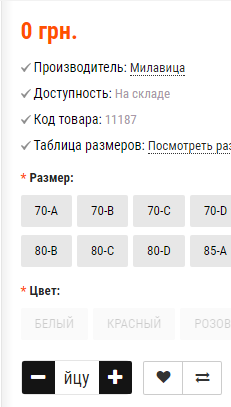 0 грн.
Производитель: Милавица
Доступность: На складе
Код товара: 11187
Таблица размеров: Посмотреть раз
* Размер:
70-A 70-B 70-C 70-D
80-B 80-C 80-D 85-A
* Цвет:
БЕЛЫЙ КРАСНЫЙ РОЗОВ
йцу